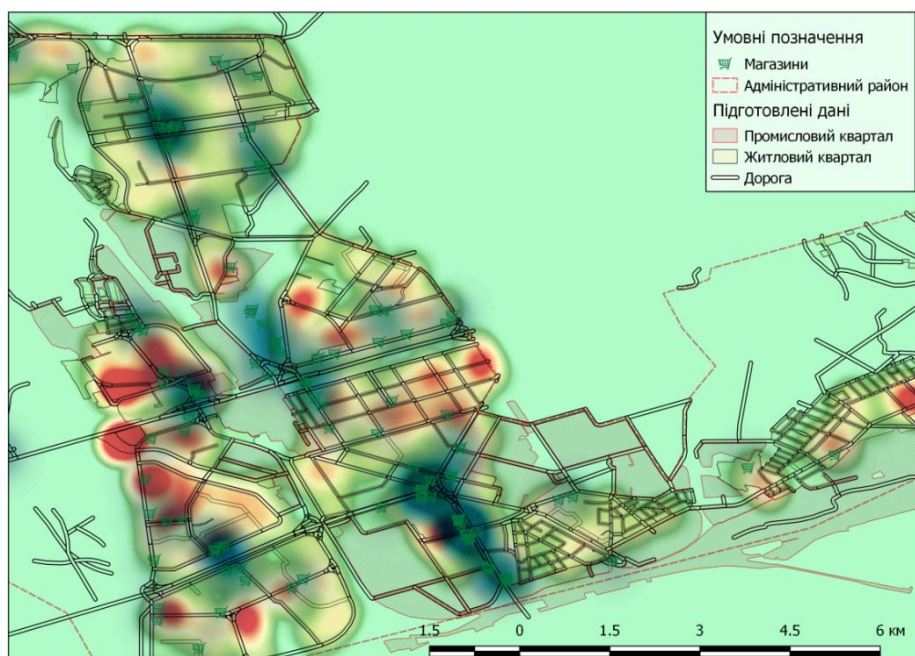 Умовні позначення
Магазини
Адміністративний район
Підготовлені дані
Промисловий квартал
Житловий квартал
Дорога
1.5 0 1.5 3 4.5 6 км